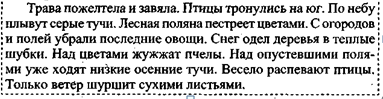 Трава пожелтела и завяла. Птицы тронулись на юг. По небу
плывут серые тучи. Лесная поляна пестреет цветами. С огородов
и полей убрали последние овощи. Снег одел деревья в теплые
шубки. Над цветами жужжат пчелы. Над опустевшими поля-
ми уже ходят низкие осенние тучи. Весело распевают птицы.
Только ветер шуршит сухими листьями.